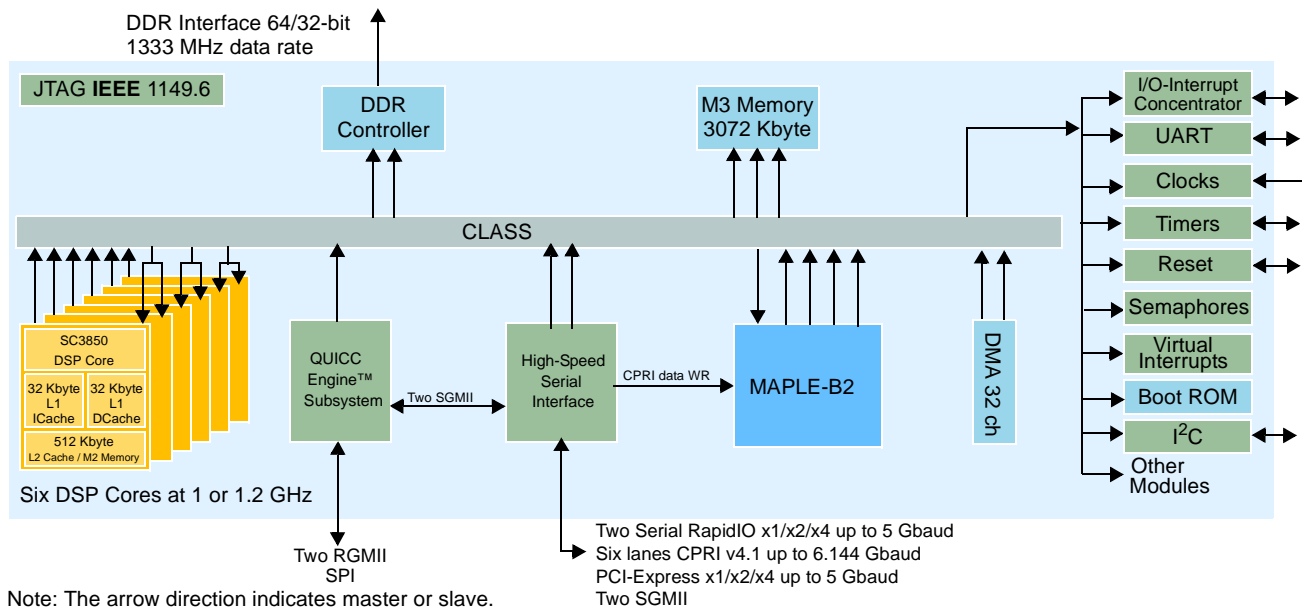 DDR Interface 64/32-bit
1333 MHz data rate
JTAG IEEE 1149.6
DDR
Controller
M3 Memory
3072 Kbyte
I/O-Interrupt
Concentrator
UART
Clocks
Timers
Reset
Semaphores
Virtual
Interrupts
Boot ROM
I²C
Other
Modules
CLASS
SC3850
DSP Core
32 Kbyte
L1
ICache
32 Kbyte
L1
DCache
512 Kbyte
L2 Cache / M2 Memory
Six DSP Cores at 1 or 1.2 GHz
QUICC
Engine™
Subsystem
Two SGMII
High-Speed
Serial
Interface
CPRI data WR
MAPLE-B2
DMA 32 ch
Two RGMII
SPI
Two Serial RapidIO x1/x2/x4 up to 5 Gbaud
Six lanes CPRI v4.1 up to 6.144 Gbaud
PCI-Express x1/x2/x4 up to 5 Gbaud
Two SGMII
Note: The arrow direction indicates master or slave.